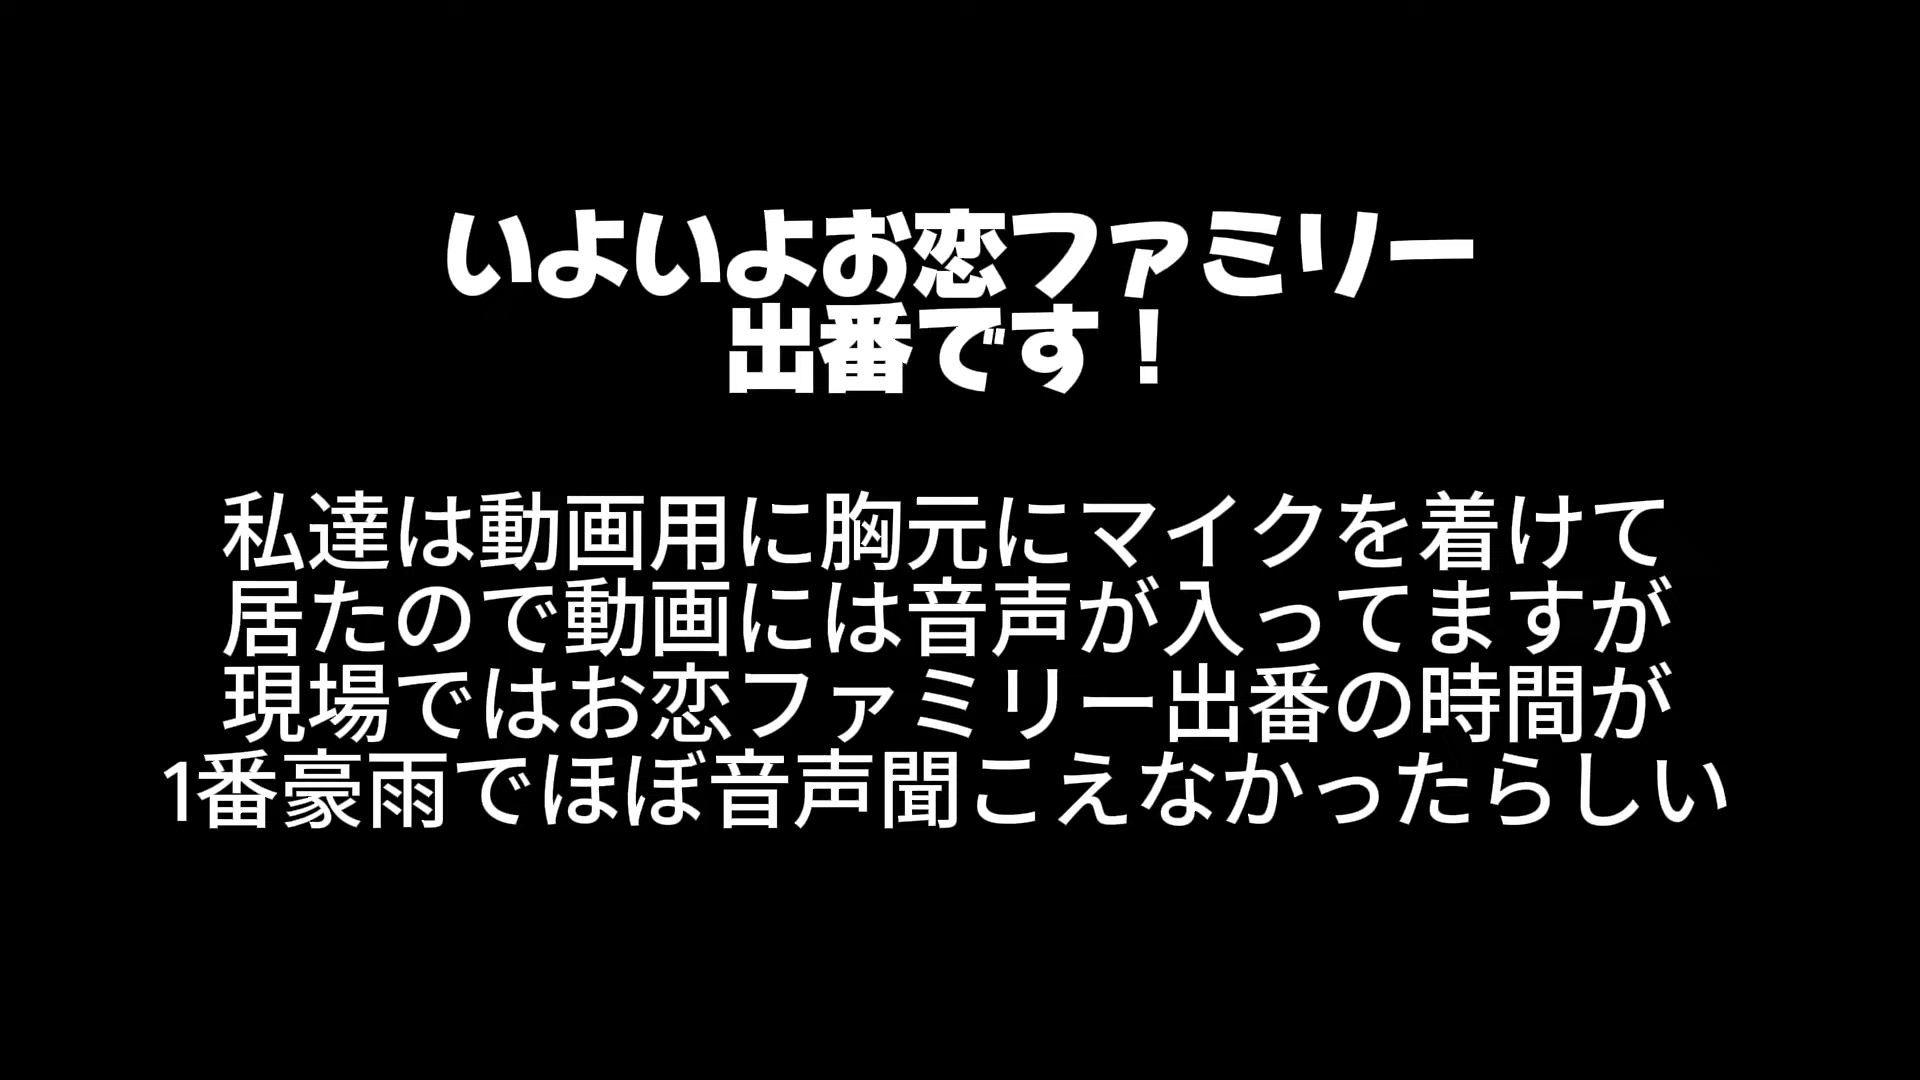 いよいよお恋ファミリー
出番です！
私達は動画用に胸元にマイクを着けて
居たので動画には音声が入ってますが
現場ではお恋ファミリー出番の時間が
1番豪雨でほぼ音声聞こえなかったらしい